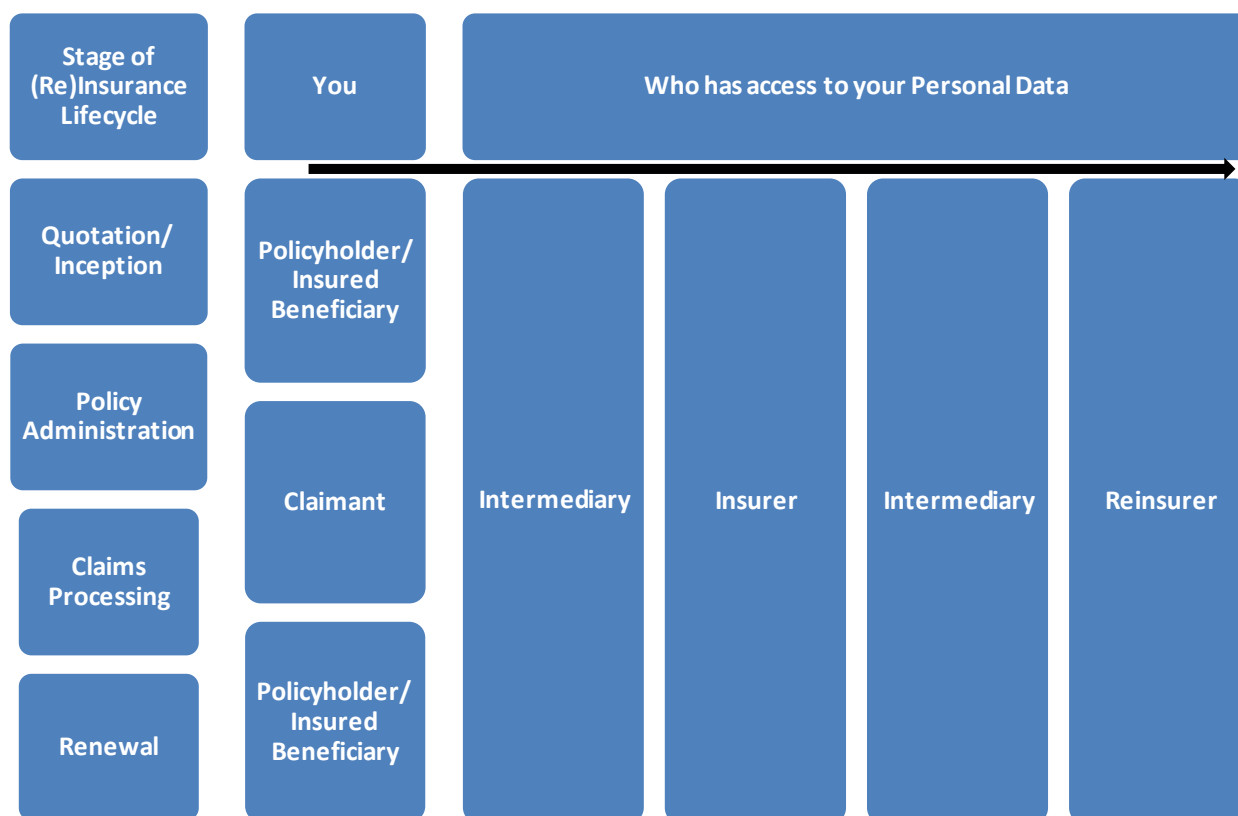 Stage of
(Re)Insurance
Lifecycle
You
Who has access to your Personal Data
Quotation/
Inception
Policy
Administration
Claims
Processing
Renewal
Policyholder/
Insured
Beneficiary
Claimant
Policyholder/
Insured
Beneficiary
Intermediary
Insurer
Intermediary
Reinsurer